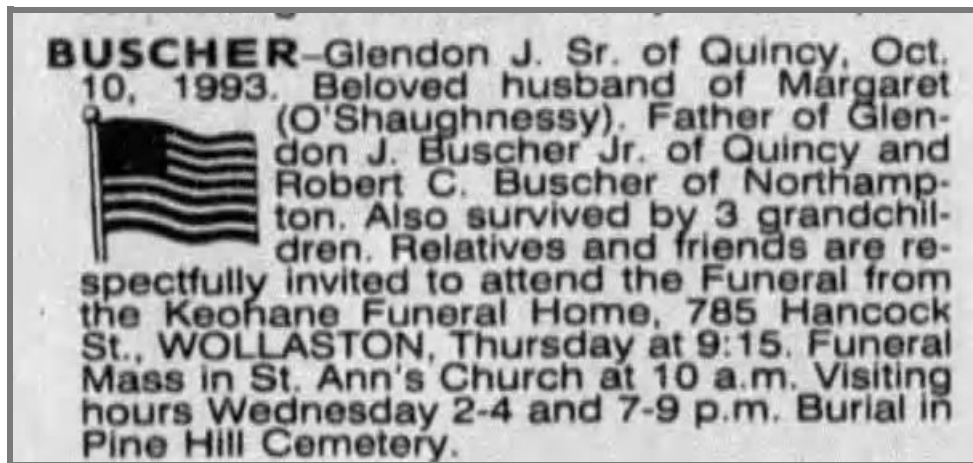 BUSCHER–Glendon J. Sr. of Quincy, Oct.
10, 1993. Beloved husband of Margaret
(O'Shaughnessy). Father of Glen-
don J. Buscher Jr. of Quincy and
Robert C. Buscher of Northamp-
ton. Also survived by 3 grandchil-
dren. Relatives and friends are re-
spectfully invited to attend the Funeral from
the Keohane Funeral Home, 785 Hancock
St., WOLLASTON, Thursday at 9:15. Funeral
Mass in St. Ann's Church at 10 a.m. Visiting
hours Wednesday 2-4 and 7-9 p.m. Burial in
Pine Hill Cemetery.